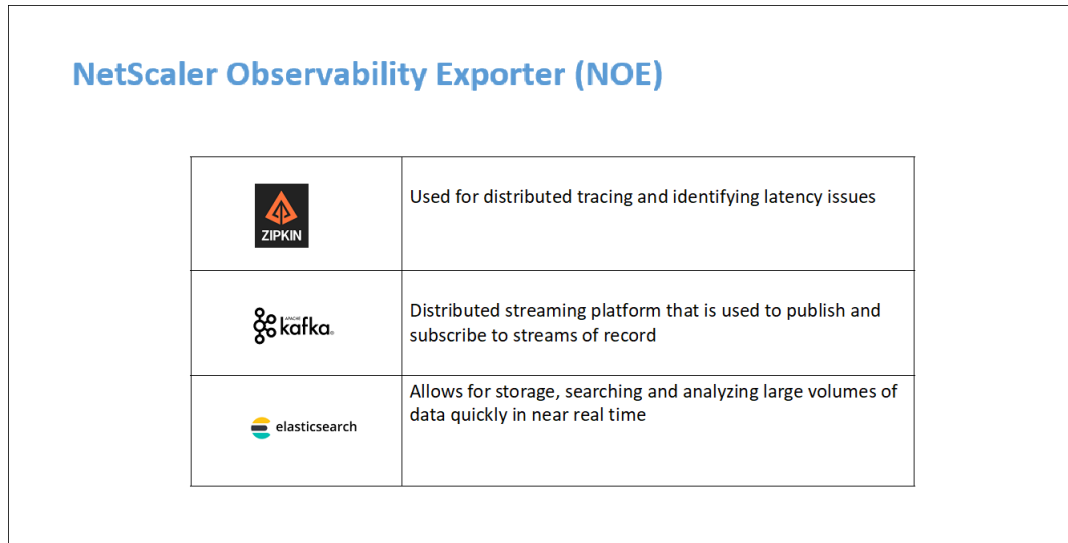 NetScaler Observability Exporter (NOE)
ZIPKIN
Used for distributed tracing and identifying latency issues
APACHE
kafka®
Distributed streaming platform that is used to publish and
subscribe to streams of record
elasticsearch
Allows for storage, searching and analyzing large volumes of
data quickly in near real time